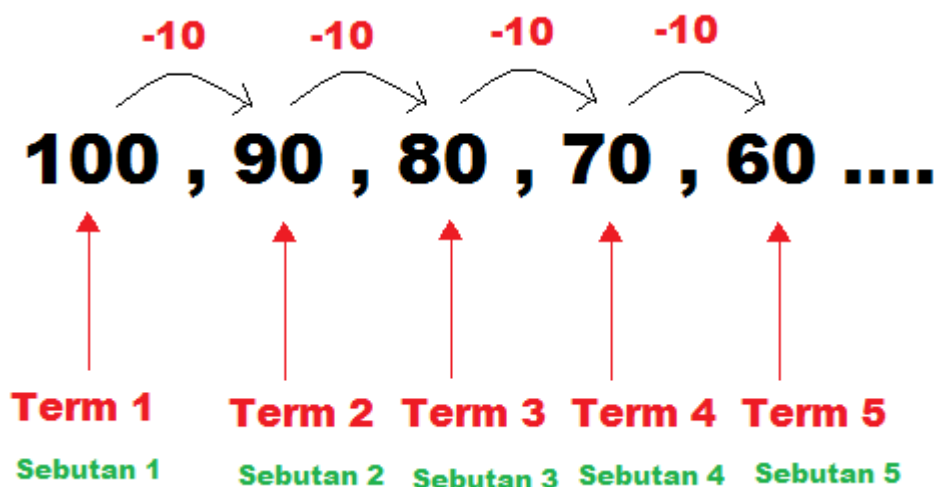 -10 -10 -10 -10
100 , 90 , 80 , 70 , 60 ....
Term 1 Term 2 Term 3 Term 4 Term 5
Sebutan 1 Sebutan 2 Sebutan 3 Sebutan 4 Sebutan 5